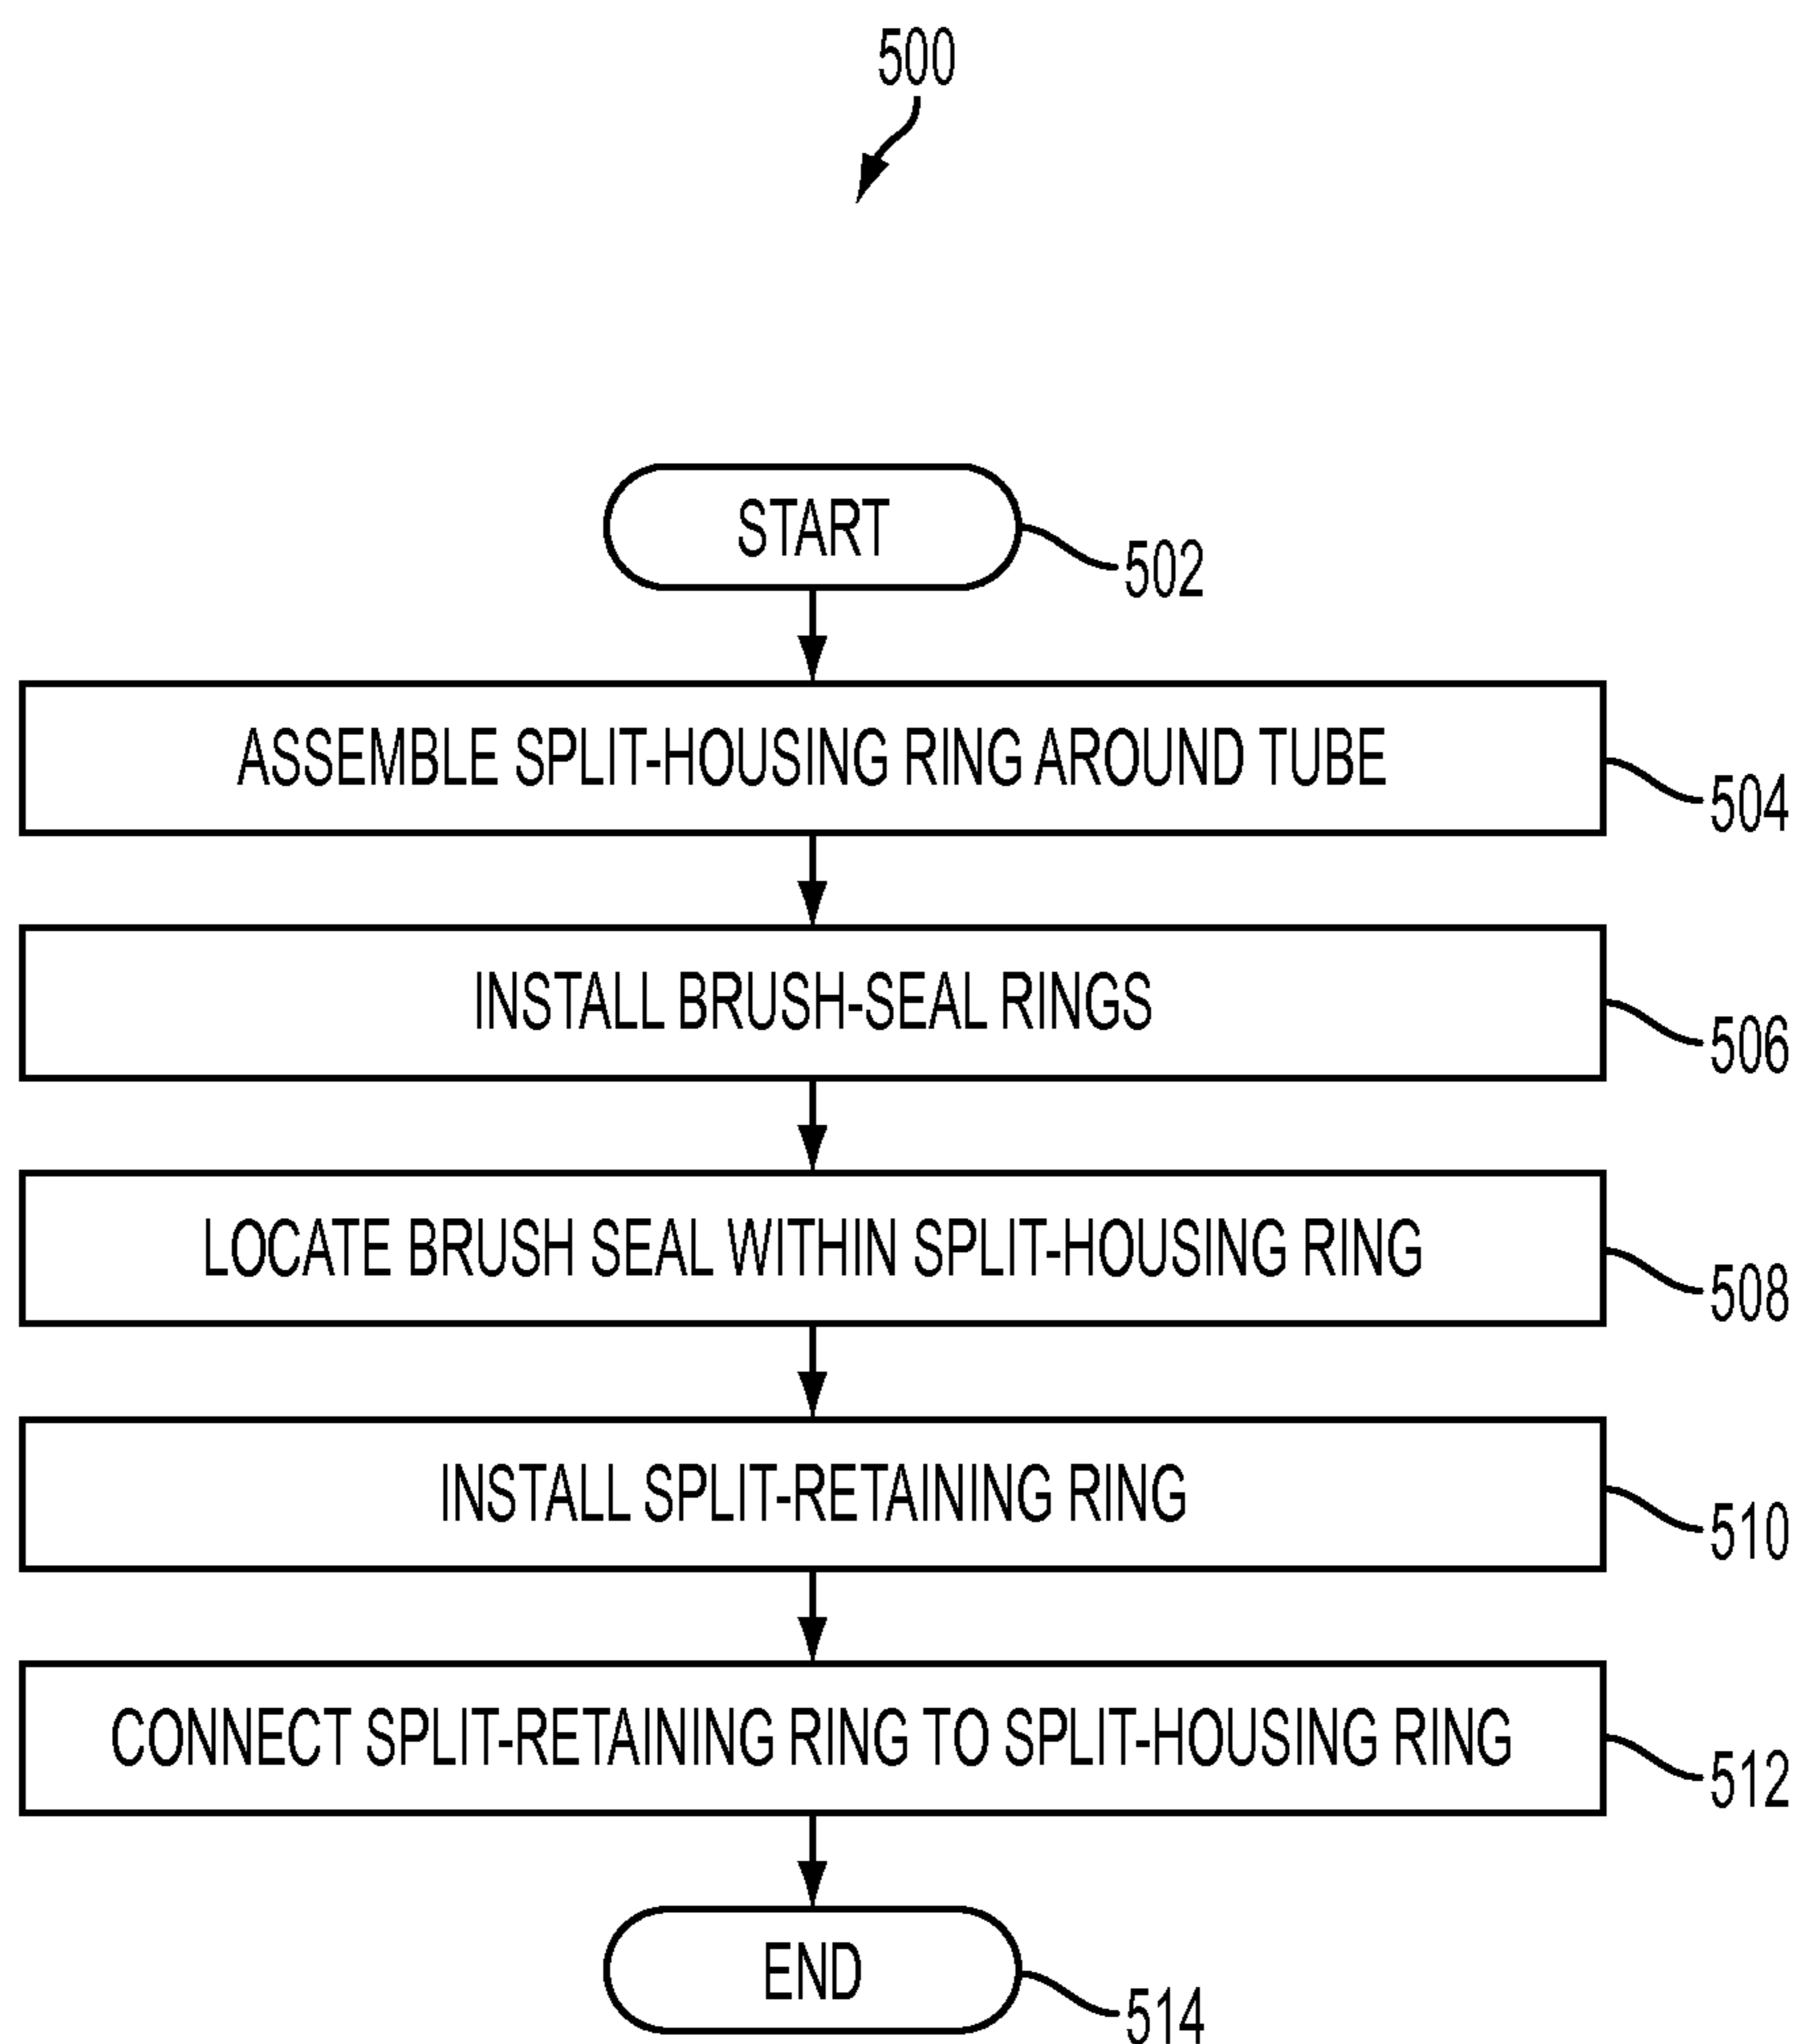 500
START
502
ASSEMBLE SPLIT-HOUSING RING AROUND TUBE
504
INSTALL BRUSH-SEAL RINGS
506
LOCATE BRUSH SEAL WITHIN SPLIT-HOUSING RING
508
INSTALL SPLIT-RETAINING RING
510
CONNECT SPLIT-RETAINING RING TO SPLIT-HOUSING RING
512
END
514